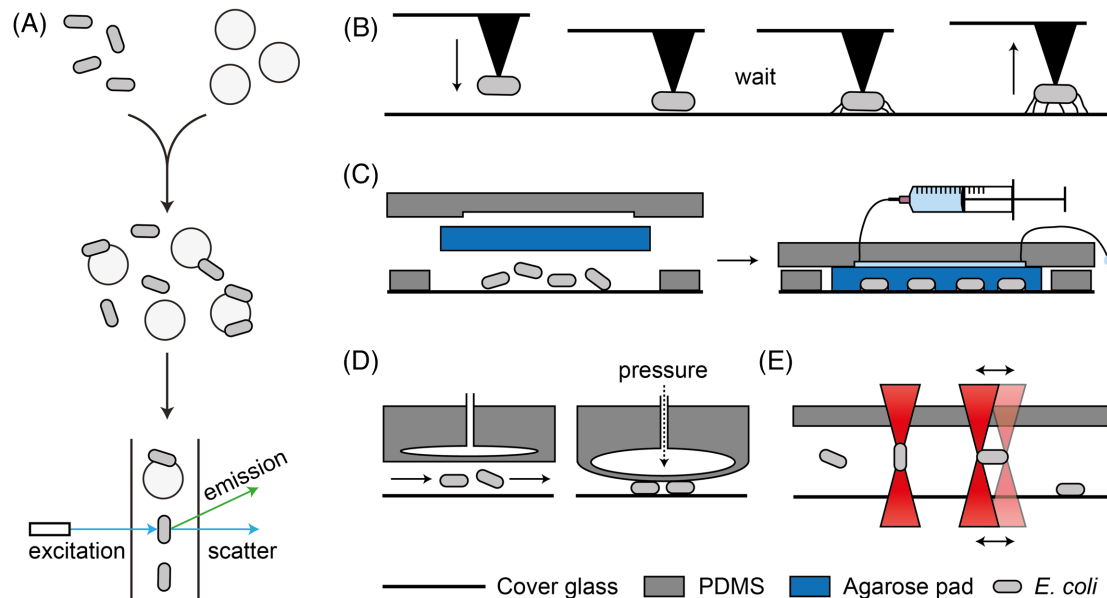 (A)
emission
excitation
scatter
(B)
wait
(C)
(D)
pressure
(E)
Cover glass
PDMS
Agarose pad
E. coli